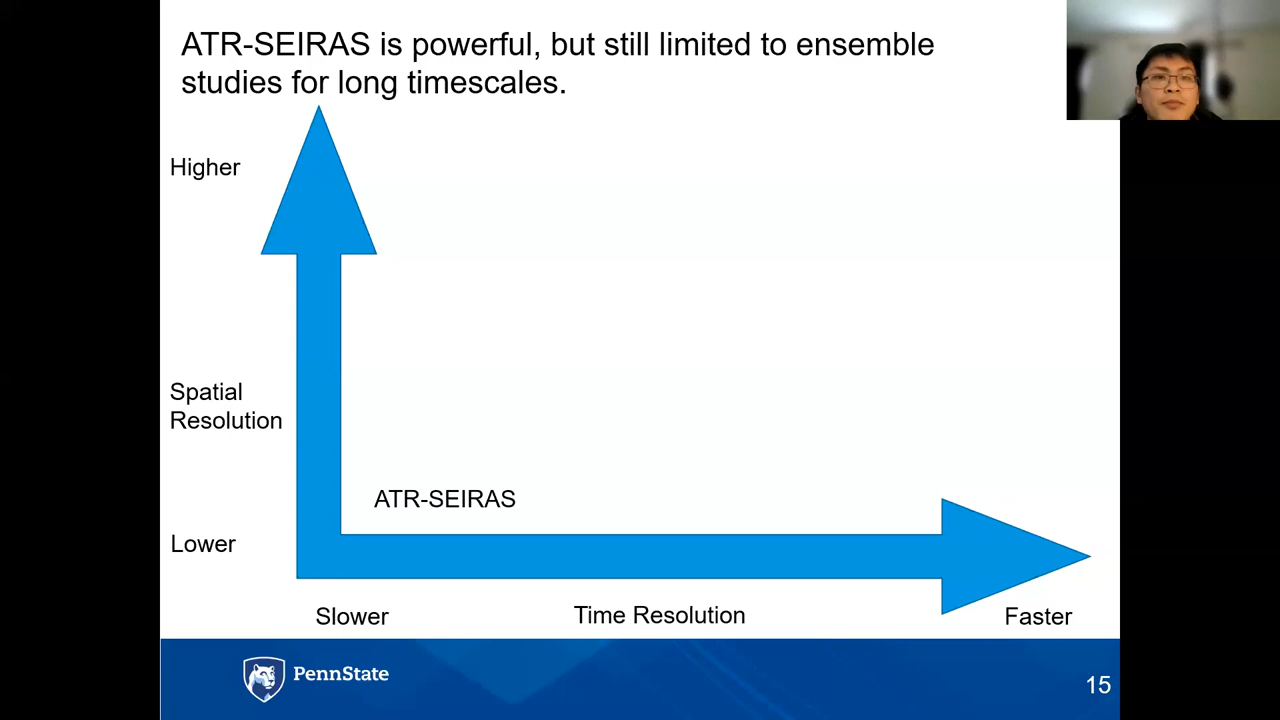 ATR-SEIRAS is powerful, but still limited to ensemble
studies for long timescales.
Higher
Spatial
Resolution
ATR-SEIRAS
Lower
Slower
Time Resolution
Faster
PennState
15